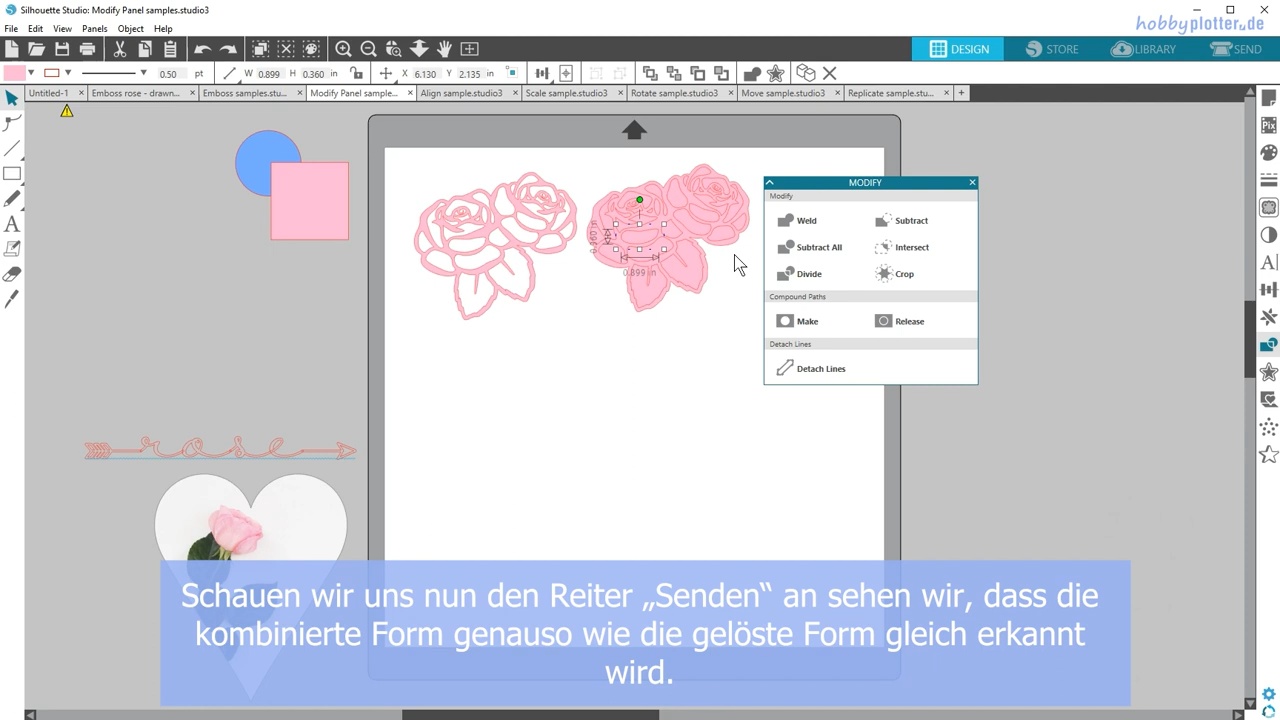 Silhouette Studio: Modify Panel samples.studio3
hobbyplotter.de
File Edit View Panels Object Help
DESIGN STORE LIBRARY SEND
0.50 pt W 0.899 H 0.360 in X 6.130 Y 2.135 in
Untitled-1 × Emboss rose - drawn... × Emboss samples.stu... × Modify Panel sample... × Align sample.studio3 × Scale sample.studio3 × Rotate sample.studio3 × Move sample.studio3 × Replicate sample.stu... × +
Pix
A
A
0.360 in
0.899 in
MODIFY
Modify
Weld Subtract
Subtract All Intersect
Divide Crop
Compound Paths
Make Release
Detach Lines
Detach Lines
rose
Schauen wir uns nun den Reiter „Senden“ an sehen wir, dass die
kombinierte Form genauso wie die gelöste Form gleich erkannt
wird.